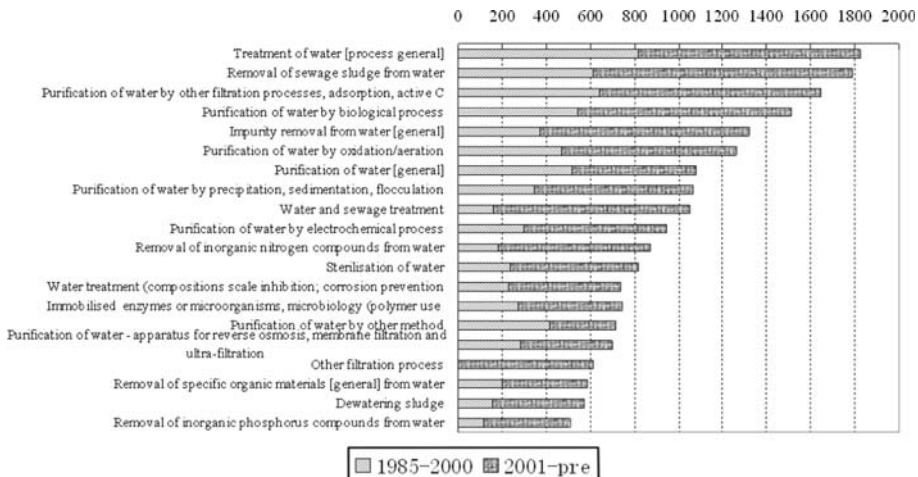 0 200 400 600 800 1000 1200 1400 1600 1800 2000
Treatment of water [process general]
Removal of sewage sludge from water
Purification of water by other filtration processes, adsorption, active C
Purification of water by biological process
Impurity removal from water [general]
Purification of water by oxidation/aeration
Purification of water [general]
Purification of water by precipitation, sedimentation, flocculation
Water and sewage treatment
Purification of water by electrochemical process
Removal of inorganic nitrogen compounds from water
Sterilisation of water
Water treatment (compositions scale inhibition; corrosion prevention
Immobilised enzymes or microorganisms, microbiology (polymer use
Purification of water by other method
Purification of water - apparatus for reverse osmosis, membrane filtration and
ultra-filtration
Other filtration process
Removal of specific organic materials [general] from water
Dewatering sludge
Removal of inorganic phosphorus compounds from water
1985-2000 2001-pre